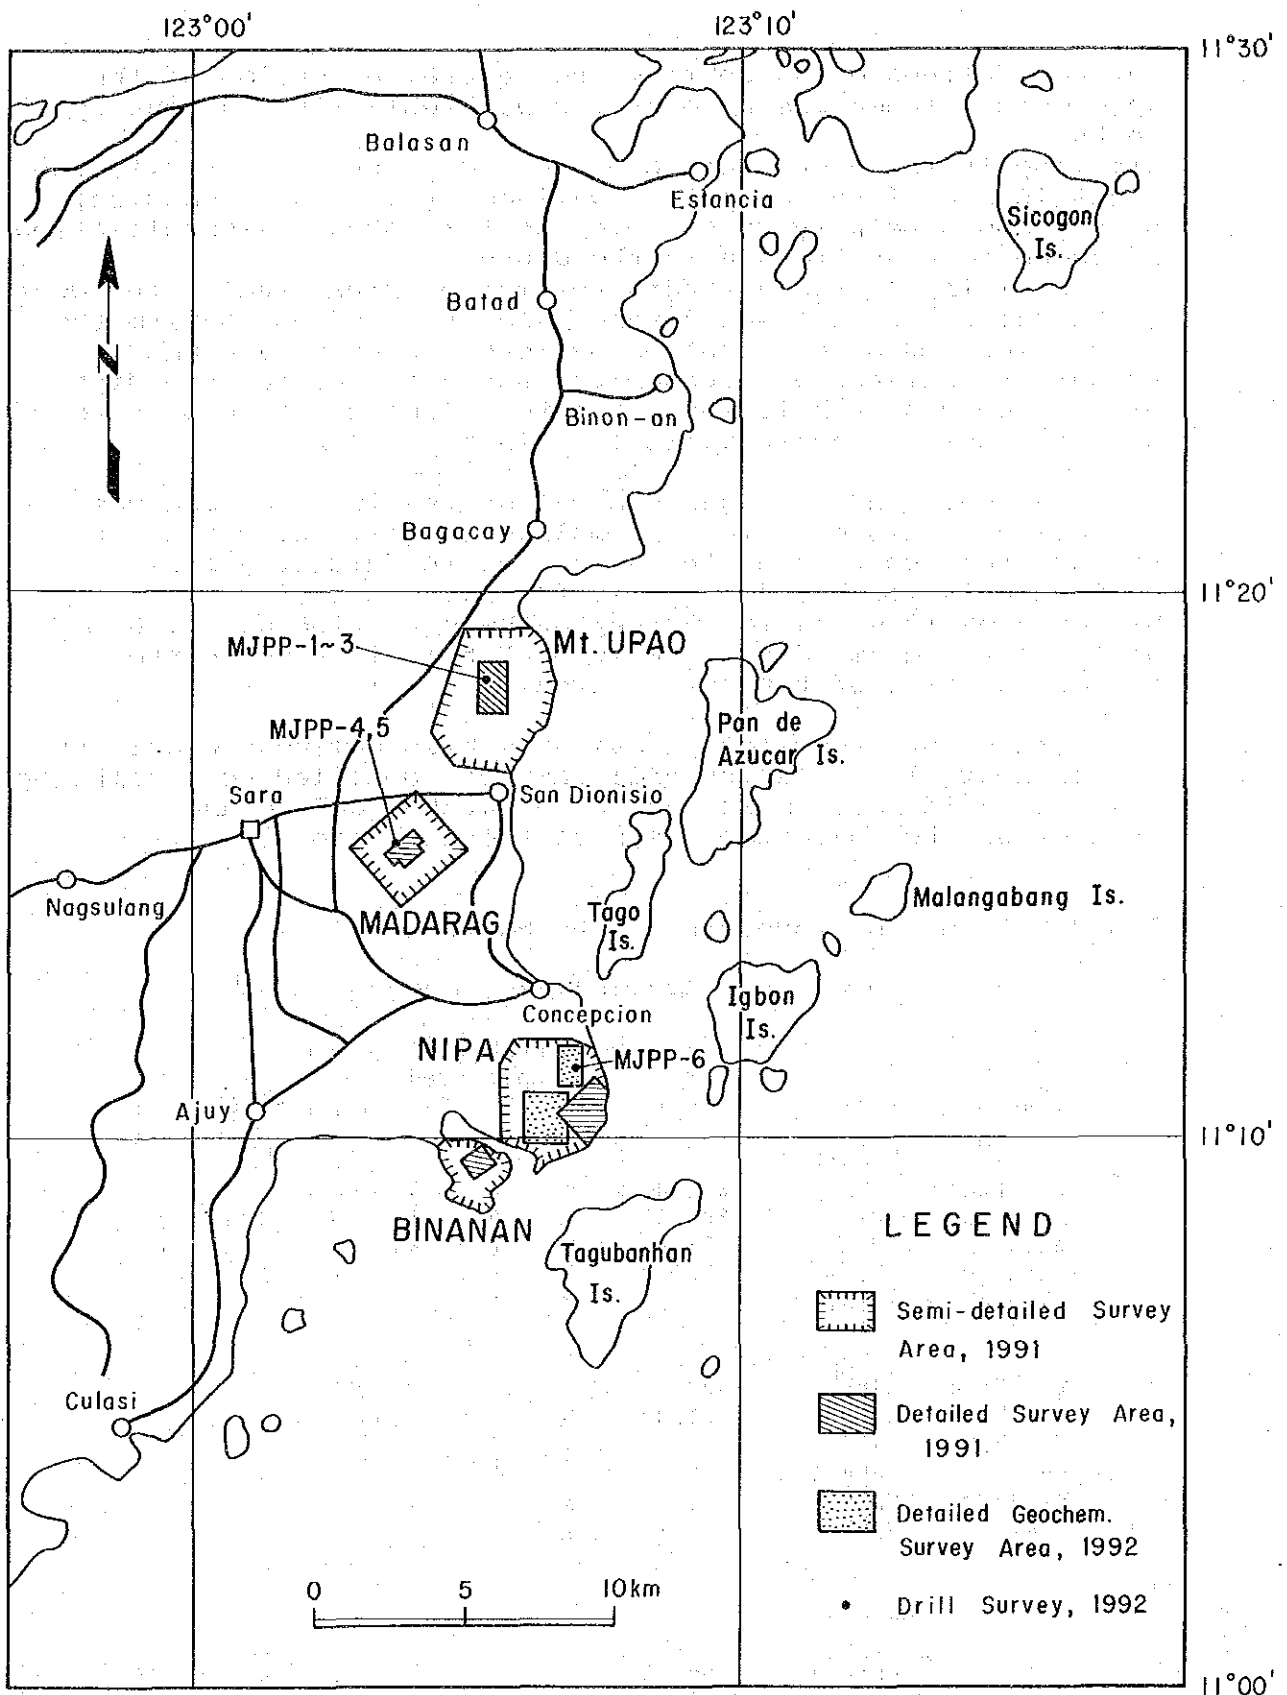 123°00'
123°10'
11°30'
Balasan
Estancia
Sicogon
Is.
N
Batad
Binon-an
Bagacay
11°20'
MJPP-1~3
Mt. UPAO
MJPP-4,5
Pan de
Azucar Is.
Sara
San Dionisio
Nagsulang
MADARAG
Tago
Is.
Malangabang Is.
Igbon
Is.
Concepcion
NIPA
MJPP-6
Ajuy
11°10'
BINANAN
Tagubanhan
Is.
LEGEND
Semi-detailed Survey
Area, 1991
Culasi
Detailed Survey Area,
1991
Detailed Geochem.
Survey Area, 1992
0 5 10km
Drill Survey, 1992
11°00'